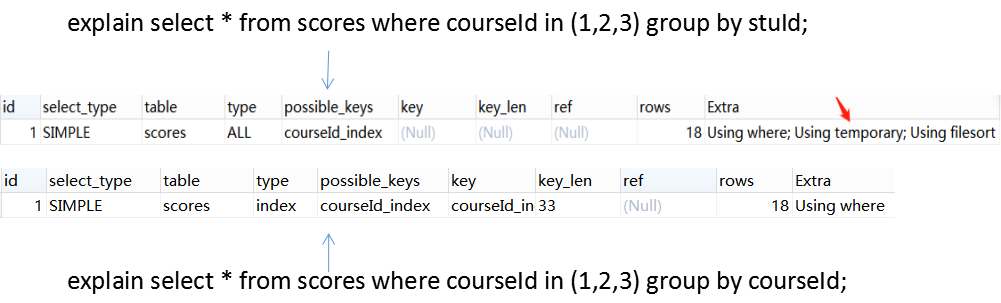 explain select * from scores where courseId in (1,2,3) group by stuId;
id select_type table type possible_keys key key_len ref rows Extra
1 SIMPLE scores ALL courseId_index (Null) (Null) (Null) 18 Using where; Using temporary; Using filesort
id select_type table type possible_keys key key_len ref rows Extra
1 SIMPLE scores index courseId_index courseId_in 33 (Null) 18 Using where
explain select * from scores where courseId in (1,2,3) group by courseId;